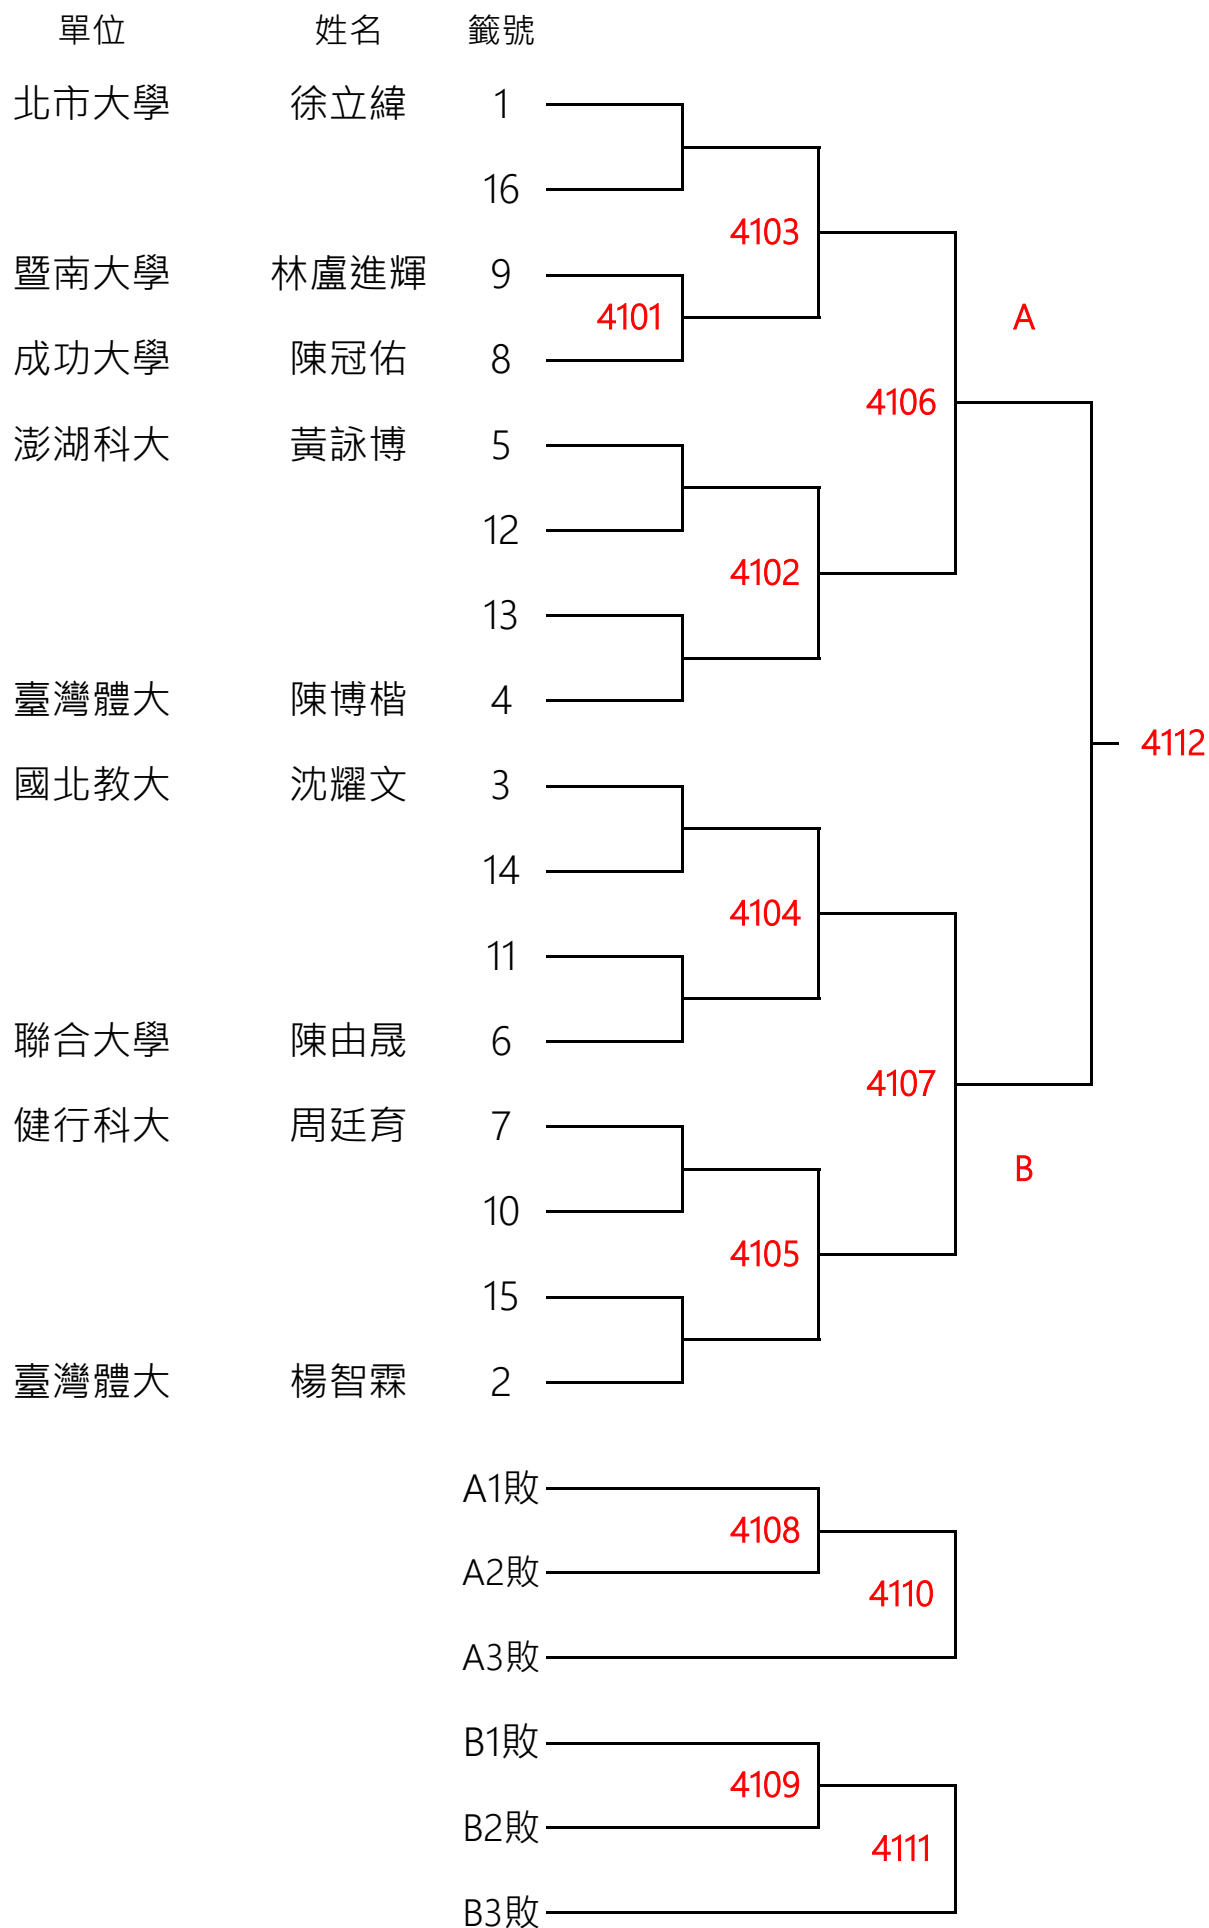 單位 姓名 籤號
北市大學 徐立緯 1
16
4103
暨南大學 林盧進輝 9
4101 A
成功大學 陳冠佑 8
4106
澎湖科大 黃詠博 5
12
4102
13
臺灣體大 陳博楷 4
4112
國北教大 沈耀文 3
14
4104
11
聯合大學 陳由晟 6
4107
健行科大 周廷育 7
B
10
4105
15
臺灣體大 楊智霖 2
A1敗
4108
A2敗
4110
A3敗
B1敗
4109
B2敗
4111
B3敗